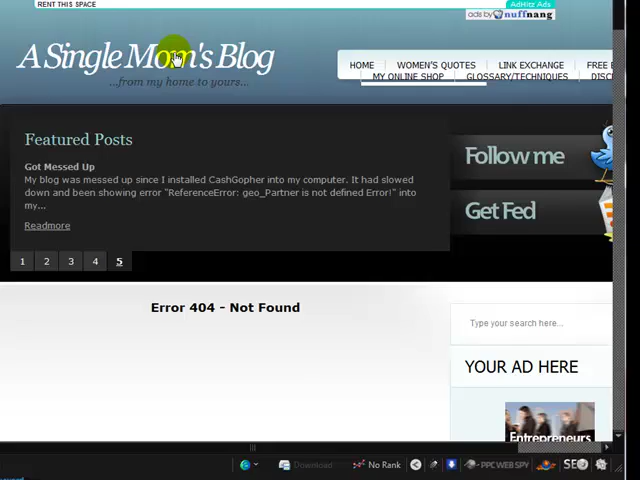 RENT THIS SPACE
AdHitz Ads
ads by nuffnang
A Single Mom's Blog
...from my home to yours...
HOME WOMEN'S QUOTES LINK EXCHANGE FREE
MY ONLINE SHOP GLOSSARY/TECHNIQUES
Featured Posts
Got Messed Up
My blog was messed up since I installed CashGopher into my computer. It had slowed
down and been showing error "ReferenceError: geo_Partner is not defined Error!" into
my...
Readmore
1 2 3 4 5
Follow me
Get Fed
Error 404 - Not Found
Type your search here...
YOUR AD HERE
Entrepreneurs
Download
No Rank
PPC WEB SPY
SEO